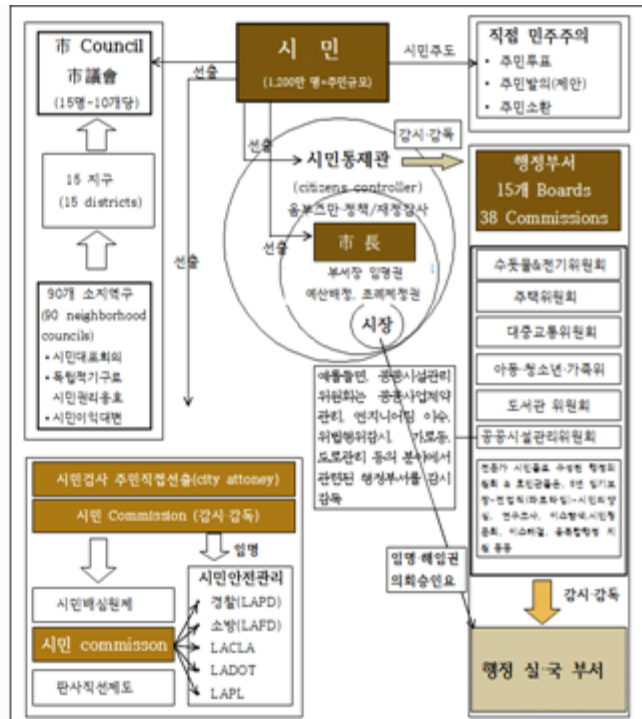 市 Council
市議會
(15명-10개당)
15 지구
(15 districts)
90개 소지역구
(90 neighborhood
councils)
•시민대표회의
•독립적기구로
시민권리옹호
•시민이익대변
선출
선출
시 민
(1,200만 명*주민규모)
시민주도
직접 민주주의
• 주민투표
• 주민발의(제안)
• 주민소환
선출
선출
시민통제관
(citizens controller)
옴부즈만·정책/재정감사
감시·감독
市 長
부서장 임명권
예산배정, 조례제정권
시장
행정부서
15개 Boards
38 Commissions
수돗물&전기위원회
주택위원회
대중교통위원회
아동·청소년·가족위
도서관 위원회
공공시설관리위원회
예를들면, 공공시설관리
위원회는 공공사업계약
관리, 엔지니어링 이슈,
위법행위감시, 가로등,
도로관리 등의 분야에서
관련된 행정부서를 감시
감독
임명·해임권
의회승인요
감시·감독
행정 실·국 부서
시민검사 주민직접선출(city attoney)
시민 Commission (감시·감독)
임명
시민배심원제
시민 commisson
판사직선제도
시민안전관리
경찰(LAPD)
소방(LAFD)
LACLA
LADOT
LAPL